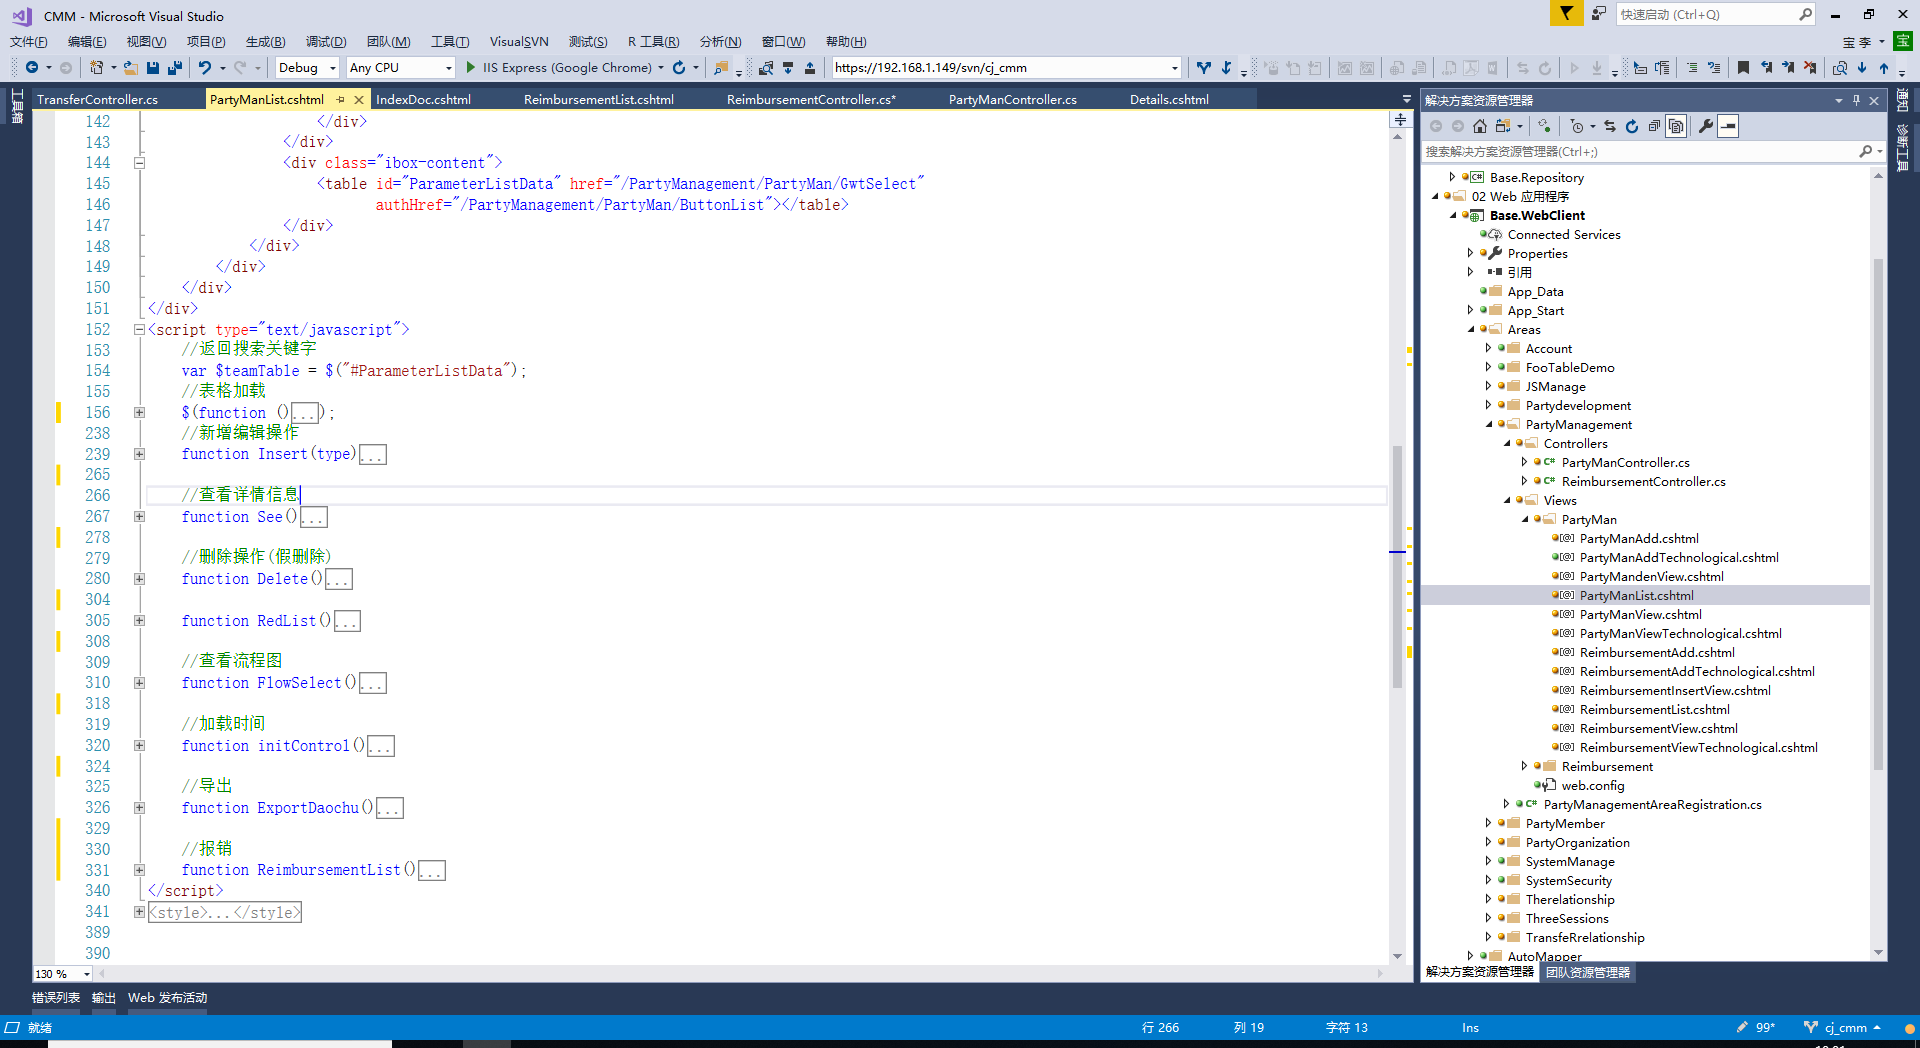 CMM - Microsoft Visual Studio
快速启动 (Ctrl+Q)
文件(F) 编辑(E) 视图(V) 项目(P) 生成(B) 调试(D) 团队(M) 工具(T) VisualSVN 测试(S) R 工具(R) 分析(N) 窗口(W) 帮助(H)
宝 李 宝
Debug Any CPU IIS Express (Google Chrome) https://192.168.1.149/svn/cj_cmm
工具箱
TransferController.cs PartyManList.cshtml IndexDoc.cshtml ReimbursementList.cshtml ReimbursementController.cs* PartyManController.cs Details.cshtml
142 </div>
143 </div>
144 <div class="ibox-content">
145 <table id="ParameterListData" href="/PartyManagement/PartyMan/GwtSelect"
146 authHref="/PartyManagement/PartyMan/ButtonList"></table>
147 </div>
148 </div>
149 </div>
150 </div>
151 </div>
152 <script type="text/javascript">
153 //返回搜索关键字
154 var $teamTable = $("#ParameterListData");
155 //表格加载
156 $(function ()...);
238 //新增编辑操作
239 function Insert(type)...
265
266 //查看详情信息
267 function See()...
278
279 //删除操作(假删除)
280 function Delete()...
304
305 function RedList()...
308
309 //查看流程图
310 function FlowSelect()...
318
319 //加载时间
320 function initControl()...
324
325 //导出
326 function ExportDaochu()...
329
330 //报销
331 function ReimbursementList()...
340 </script>
341 <style>...</style>
389
390
130 %
解决方案资源管理器
搜索解决方案资源管理器(Ctrl+;)
C# Base.Repository
02 Web 应用程序
Base.WebClient
Connected Services
Properties
引用
App_Data
App_Start
Areas
Account
FooTableDemo
JSManage
Partydevelopment
PartyManagement
Controllers
C# PartyManController.cs
C# ReimbursementController.cs
Views
PartyMan
[@] PartyManAdd.cshtml
[@] PartyManAddTechnological.cshtml
[@] PartyMandenView.cshtml
[@] PartyManList.cshtml
[@] PartyManView.cshtml
[@] PartyManViewTechnological.cshtml
[@] ReimbursementAdd.cshtml
[@] ReimbursementAddTechnological.cshtml
[@] ReimbursementInsertView.cshtml
[@] ReimbursementList.cshtml
[@] ReimbursementView.cshtml
[@] ReimbursementViewTechnological.cshtml
Reimbursement
web.config
C# PartyManagementAreaRegistration.cs
PartyMember
PartyOrganization
SystemManage
SystemSecurity
Therelationship
ThreeSessions
TransfeRrelationship
AutoMapper
解决方案资源管理器 团队资源管理器
通知
诊断工具
错误列表 输出 Web 发布活动
就绪 行 266 列 19 字符 13 Ins 99* cj_cmm